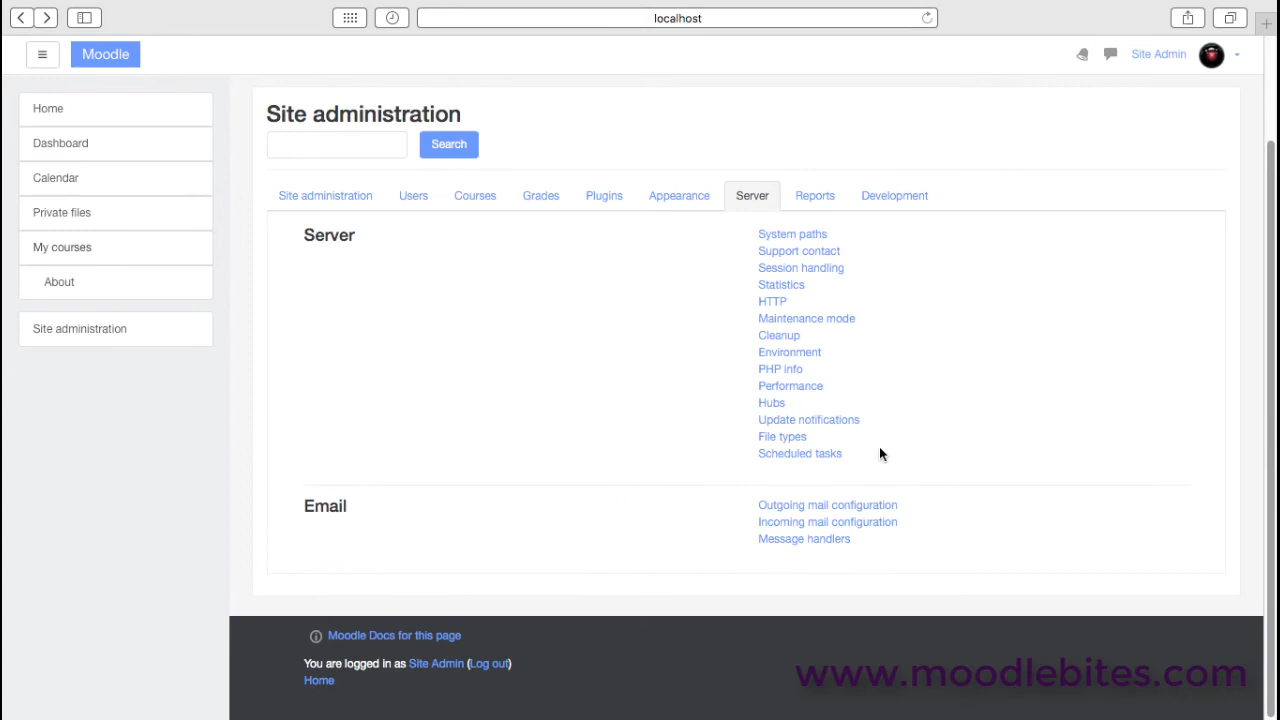 localhost
Moodle
Site Admin
Home
Dashboard
Calendar
Private files
My courses
About
Site administration
Site administration
Search
Site administration Users Courses Grades Plugins Appearance Server Reports Development
Server
System paths
Support contact
Session handling
Statistics
HTTP
Maintenance mode
Cleanup
Environment
PHP info
Performance
Hubs
Update notifications
File types
Scheduled tasks
Email
Outgoing mail configuration
Incoming mail configuration
Message handlers
Moodle Docs for this page
You are logged in as Site Admin (Log out)
Home
www.moodlebites.com